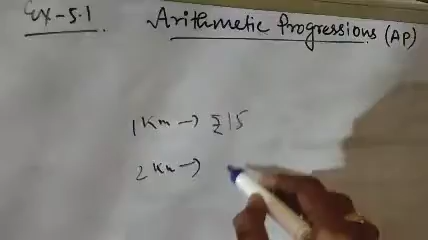 Ex-5.1. Arithmetic Progressions (AP)
1 Km → ₹15
2 Km →